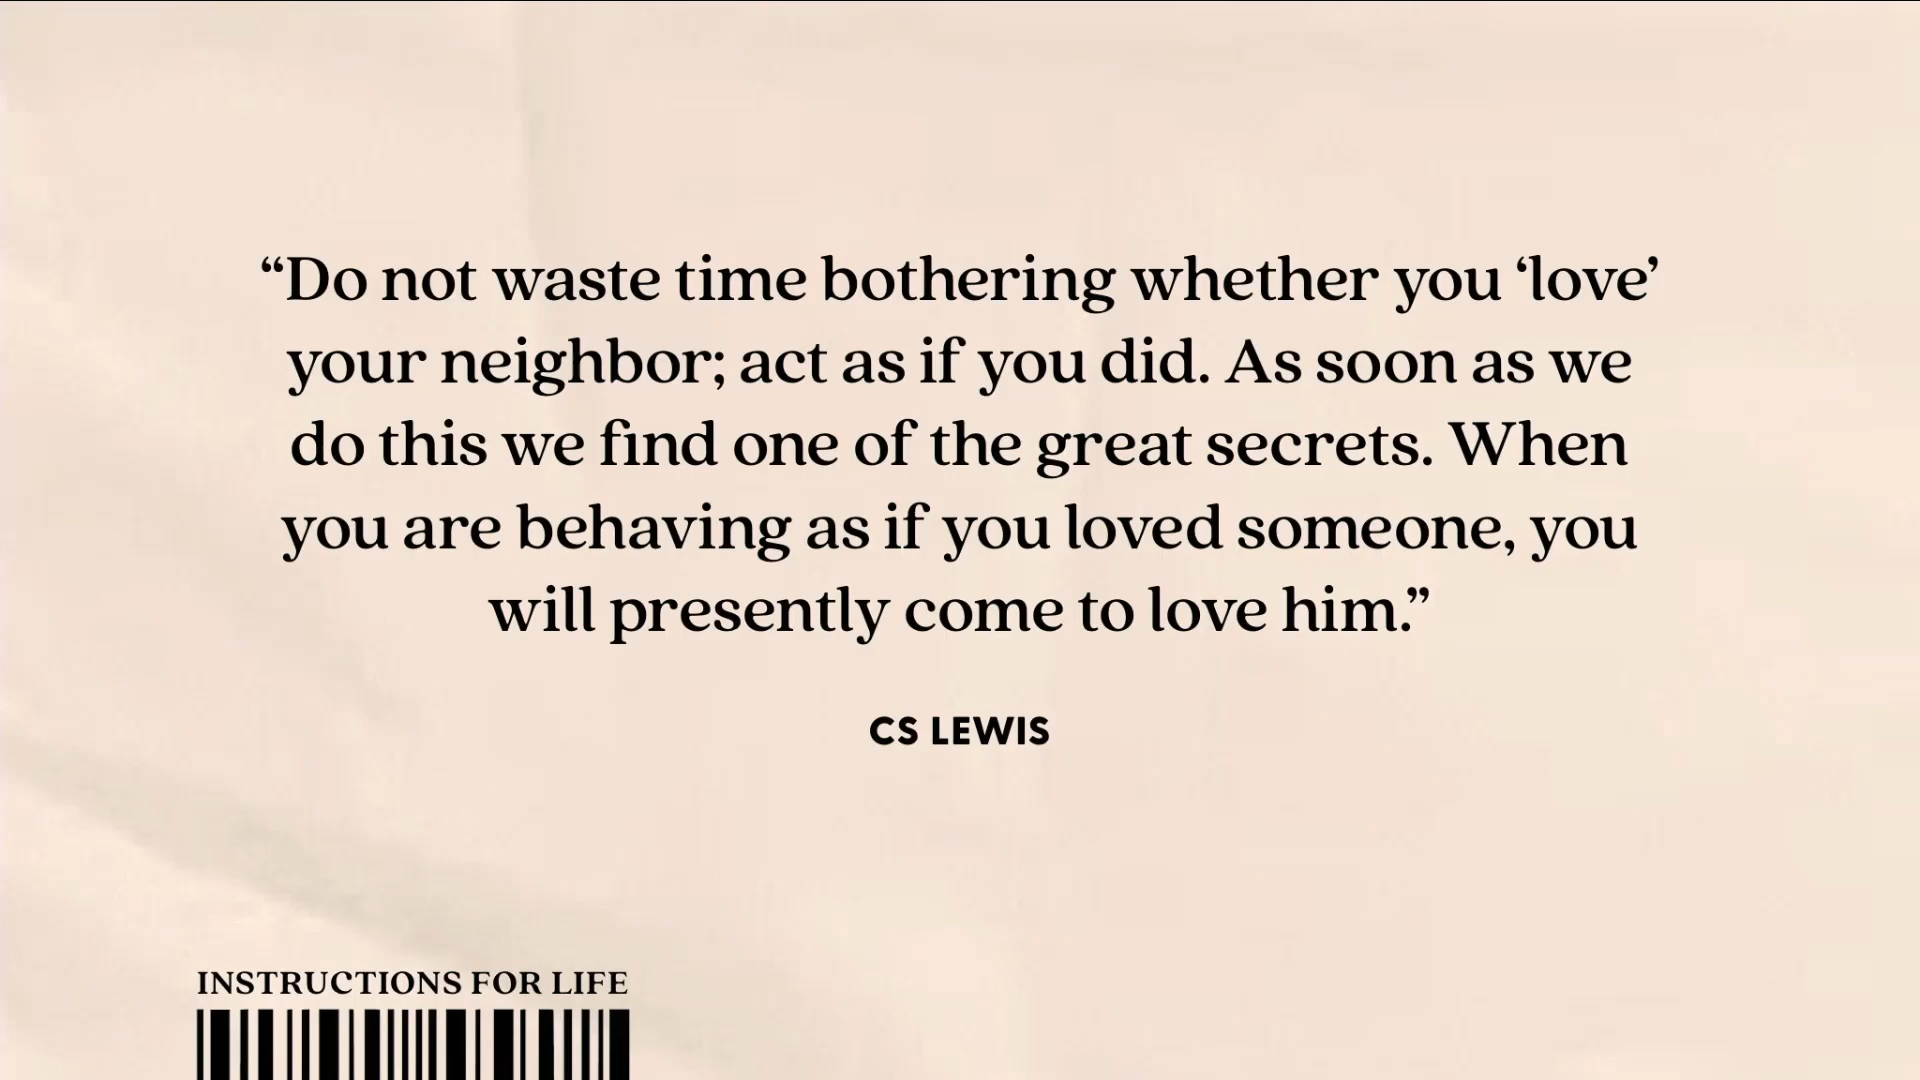 “Do not waste time bothering whether you ‘love’
your neighbor; act as if you did. As soon as we
do this we find one of the great secrets. When
you are behaving as if you loved someone, you
will presently come to love him.”
CS LEWIS
INSTRUCTIONS FOR LIFE